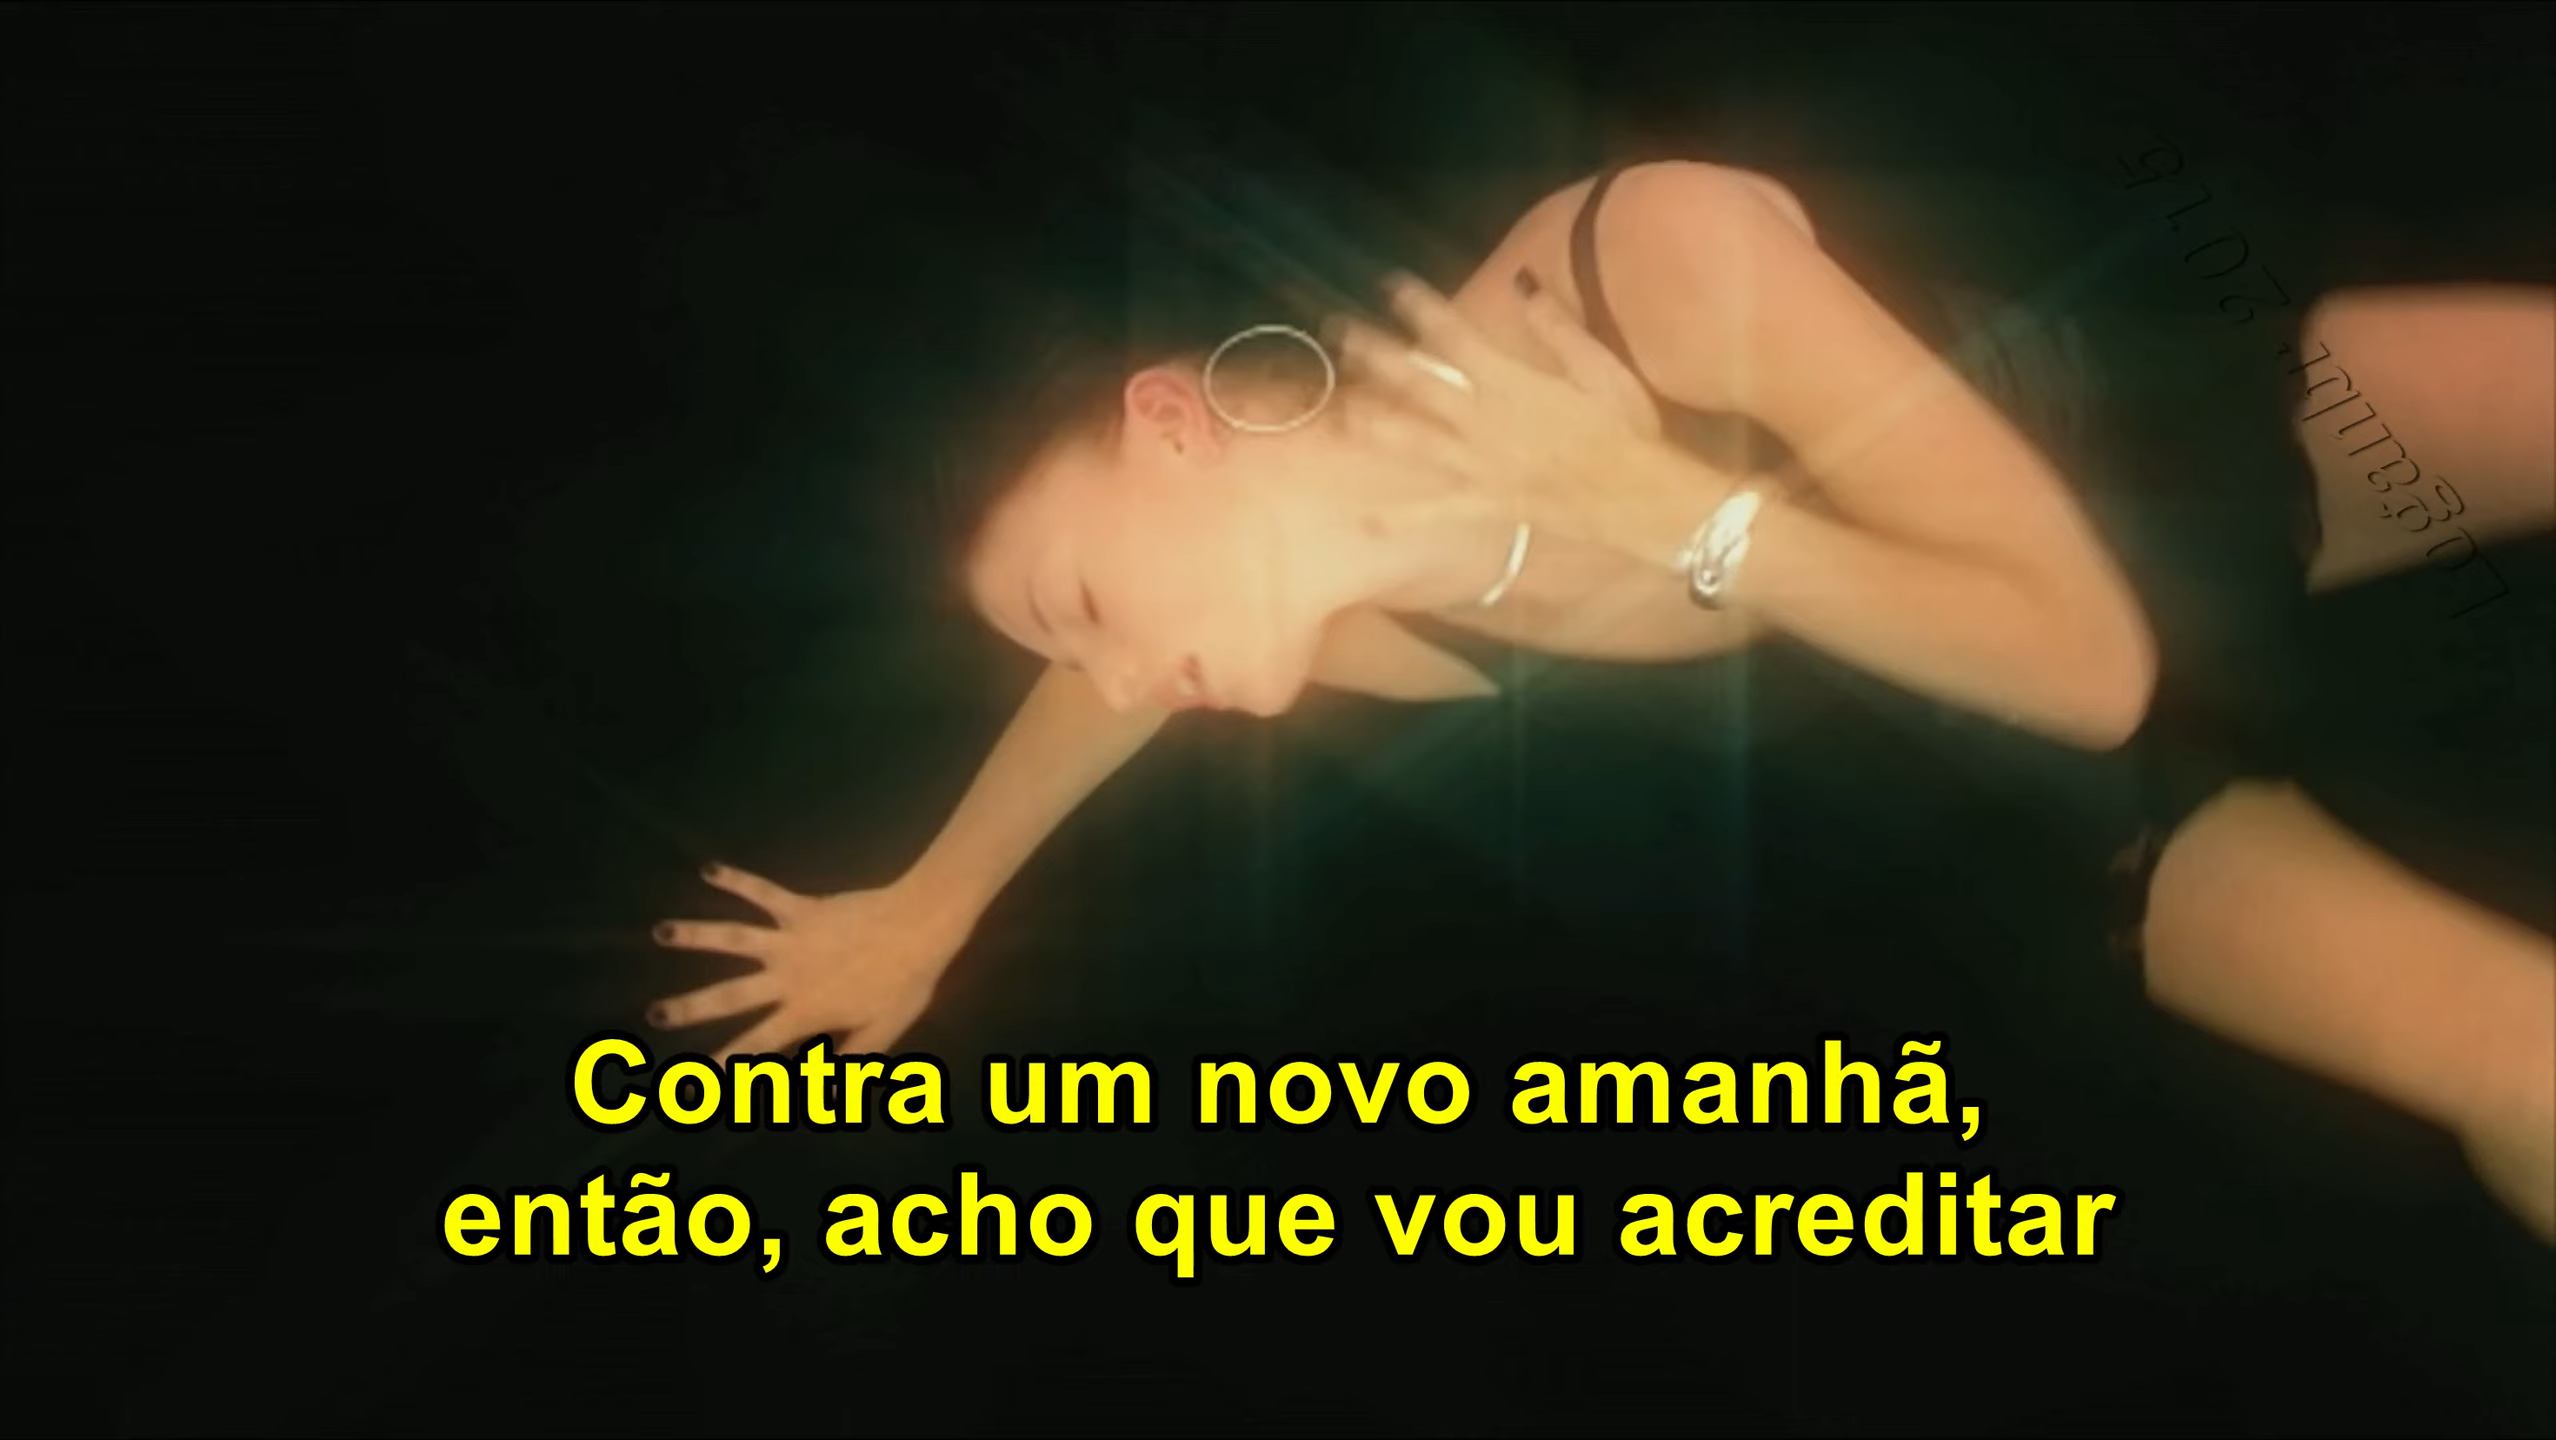 Contra um novo amanhã,
então, acho que vou acreditar